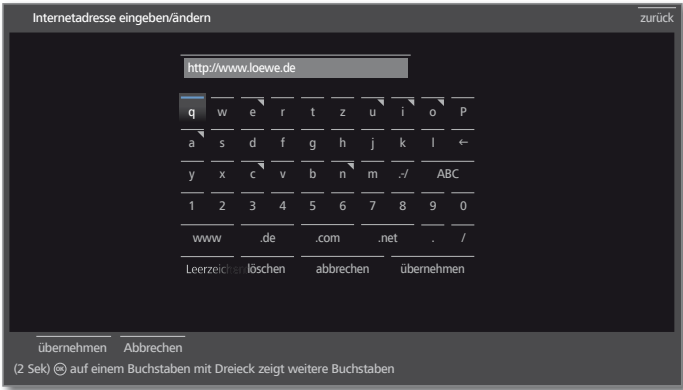 Internetadresse eingeben/ändern zurück
http://www.loewe.de
q w e r t z u i o P
a s d f g h j k l ←
y x c v b n m .-/ ABC
1 2 3 4 5 6 7 8 9 0
www .de .com .net . /
Leerzeichen löschen abbrechen übernehmen
übernehmen Abbrechen
(2 Sek) OK auf einem Buchstaben mit Dreieck zeigt weitere Buchstaben